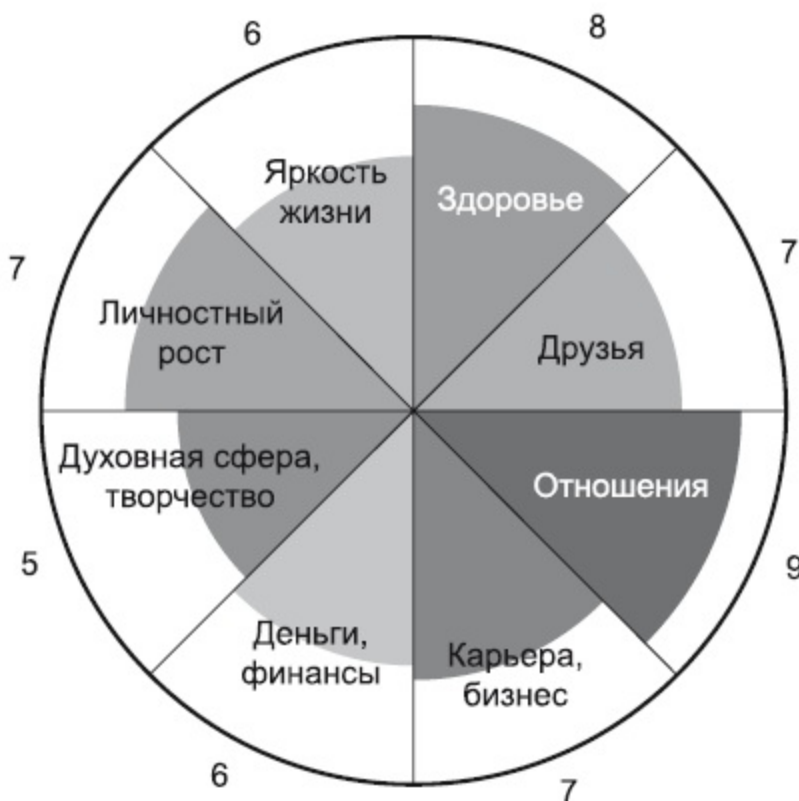 6
8
Яркость
жизни
Здоровье
7
7
Личностный
рост
Друзья
Духовная сфера,
творчество
Отношения
5
9
Деньги,
финансы
Карьера,
бизнес
6
7